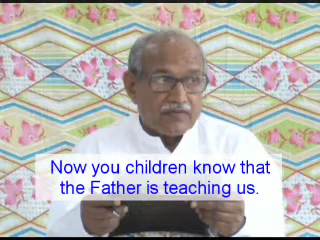 Now you children know that
the Father is teaching us.